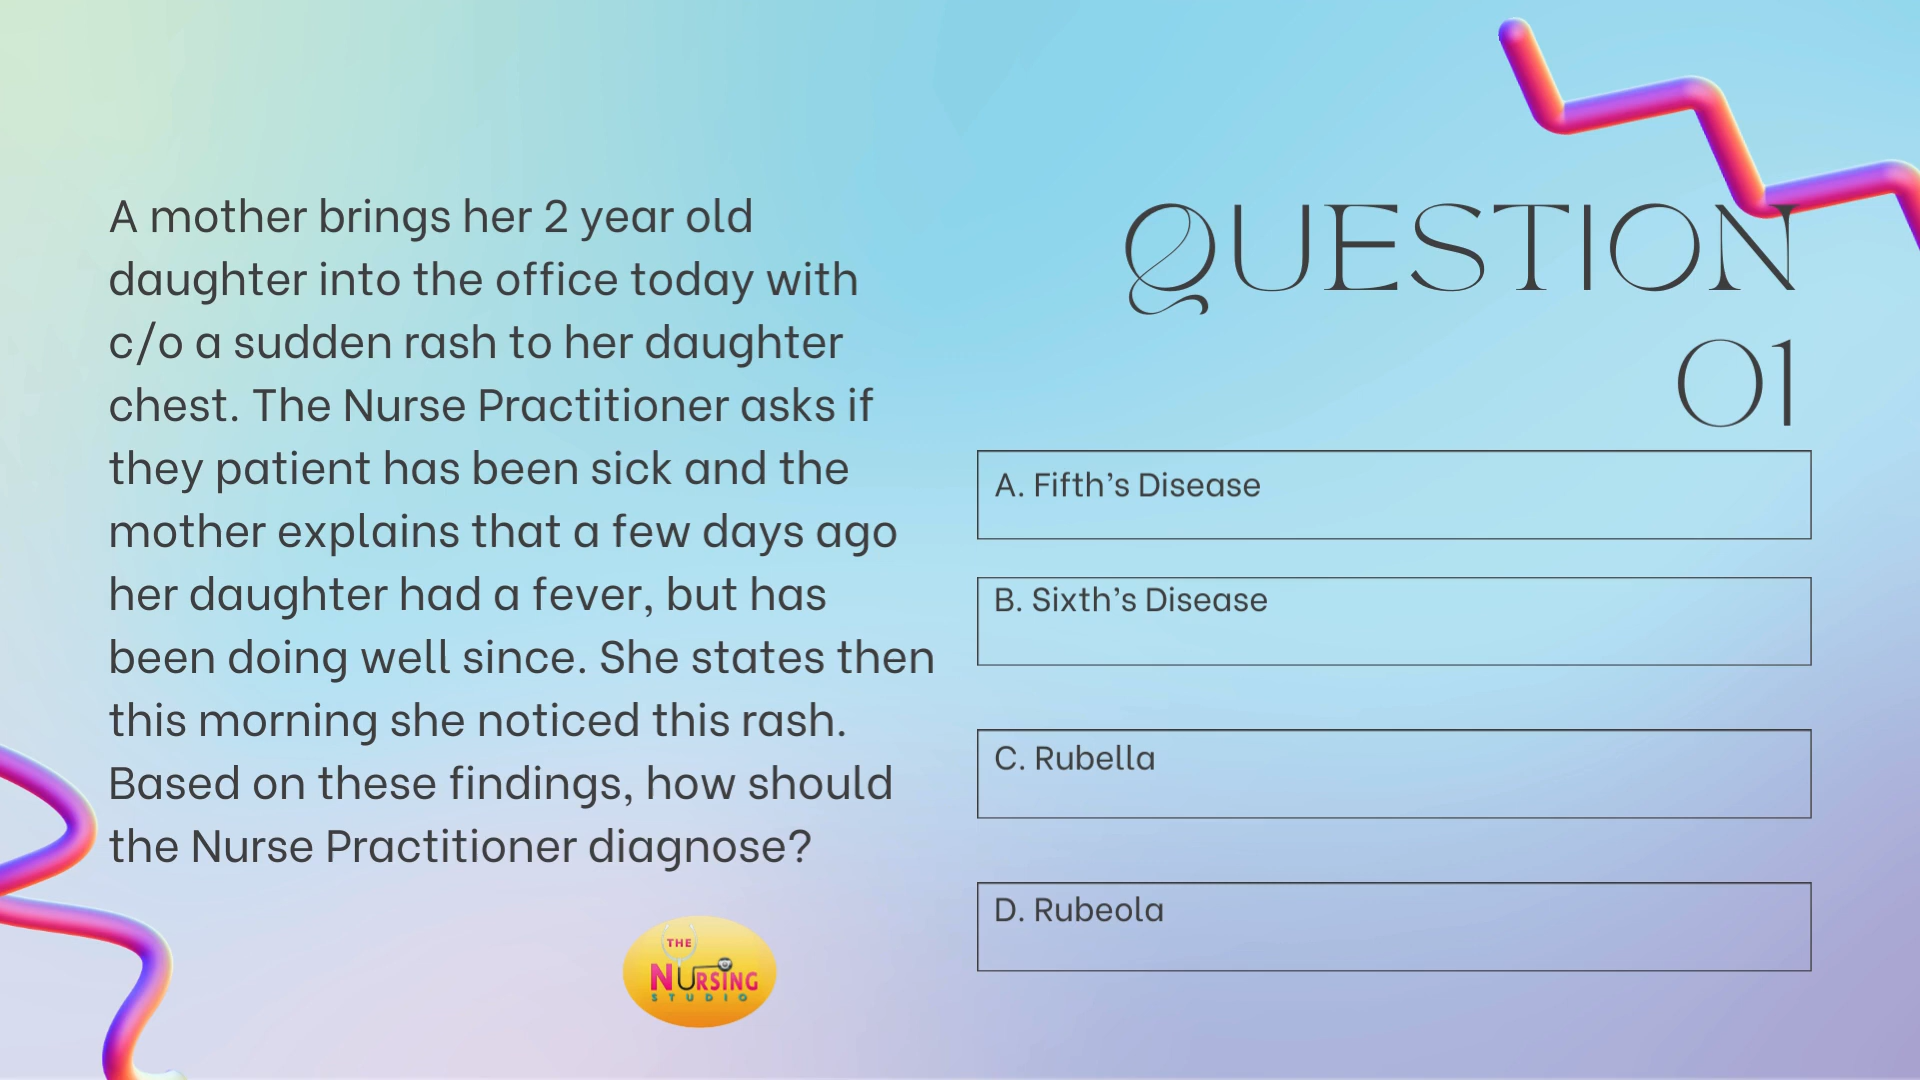 A mother brings her 2 year old
daughter into the office today with
c/o a sudden rash to her daughter
chest. The Nurse Practitioner asks if
they patient has been sick and the
mother explains that a few days ago
her daughter had a fever, but has
been doing well since. She states then
this morning she noticed this rash.
Based on these findings, how should
the Nurse Practitioner diagnose?
QUESTION
01
A. Fifth's Disease
B. Sixth's Disease
C. Rubella
D. Rubeola
THE
NURSING
STUDIO